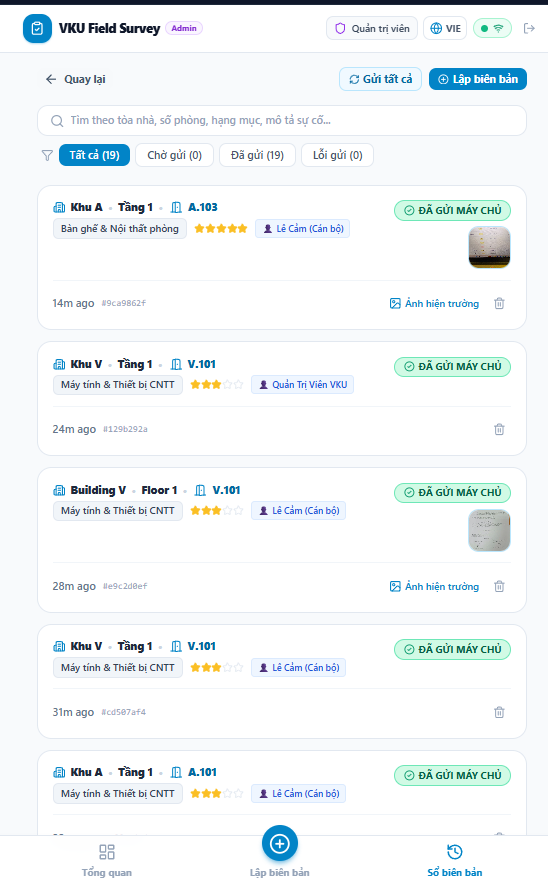 VKU Field Survey Admin Quản trị viên VIE
Quay lại Gửi tất cả Lập biên bản
Tìm theo tòa nhà, số phòng, hạng mục, mô tả sự cố...
Tất cả (19) Chờ gửi (0) Đã gửi (19) Lỗi gửi (0)
Khu A • Tầng 1 • A.103 ĐÃ GỬI MÁY CHỦ
Bàn ghế & Nội thất phòng Lê Cẩm (Cán bộ)
14m ago #9ca9862f Ảnh hiện trường
Khu V • Tầng 1 • V.101 ĐÃ GỬI MÁY CHỦ
Máy tính & Thiết bị CNTT Quản Trị Viên VKU
24m ago #129b292a
Building V • Floor 1 • V.101 ĐÃ GỬI MÁY CHỦ
Máy tính & Thiết bị CNTT Lê Cẩm (Cán bộ)
28m ago #e9c2d0ef Ảnh hiện trường
Khu V • Tầng 1 • V.101 ĐÃ GỬI MÁY CHỦ
Máy tính & Thiết bị CNTT Lê Cẩm (Cán bộ)
31m ago #cd507af4
Khu A • Tầng 1 • A.101 ĐÃ GỬI MÁY CHỦ
Máy tính & Thiết bị CNTT Lê Cẩm (Cán bộ)
Tổng quan Lập biên bản Sổ biên bản